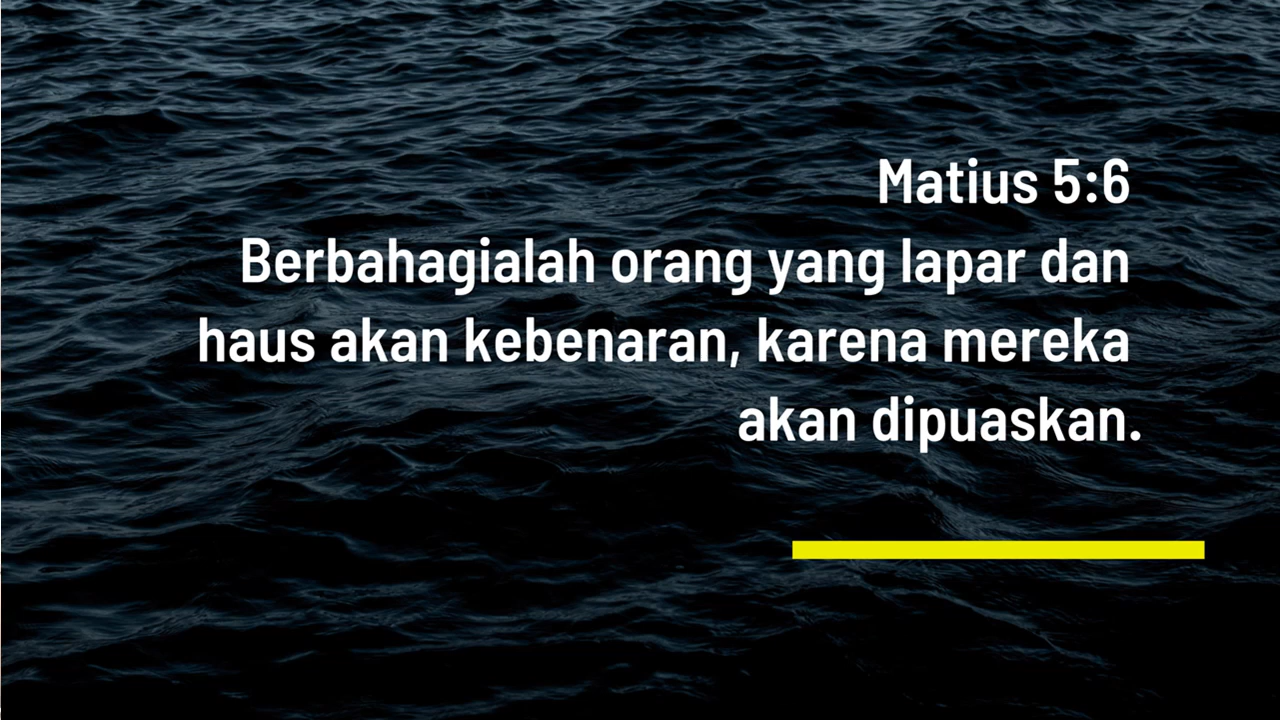 Matius 5:6
Berbahagialah orang yang lapar dan
haus akan kebenaran, karena mereka
akan dipuaskan.